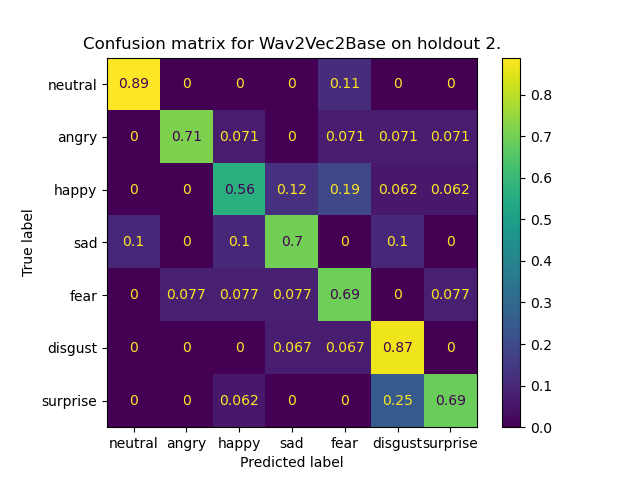 Confusion matrix for Wav2Vec2Base on holdout 2.
neutral 0.89 0 0 0 0.11 0 0
angry 0 0.71 0.071 0 0.071 0.071 0.071
happy 0 0 0.56 0.12 0.19 0.062 0.062
sad 0.1 0 0.1 0.7 0 0.1 0
fear 0 0.077 0.077 0.077 0.69 0 0.077
disgust 0 0 0 0.067 0.067 0.87 0
surprise 0 0 0.062 0 0 0.25 0.69
neutral angry happy sad fear disgust surprise
Predicted label
True label
0.8
0.7
0.6
0.5
0.4
0.3
0.2
0.1
0.0